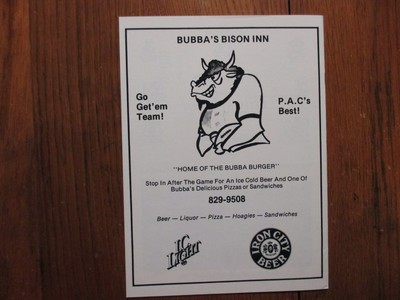 BUBBA'S BISON INN
Go
Get'em
Team!
P.A.C's
Best!
"HOME OF THE BUBBA BURGER"
Stop In After The Game For An Ice Cold Beer And One Of
Bubba's Delicious Pizzas or Sandwiches
829-9508
Beer — Liquor — Pizza — Hoagies — Sandwiches
IC
LIGHT
IRON CITY
BEER